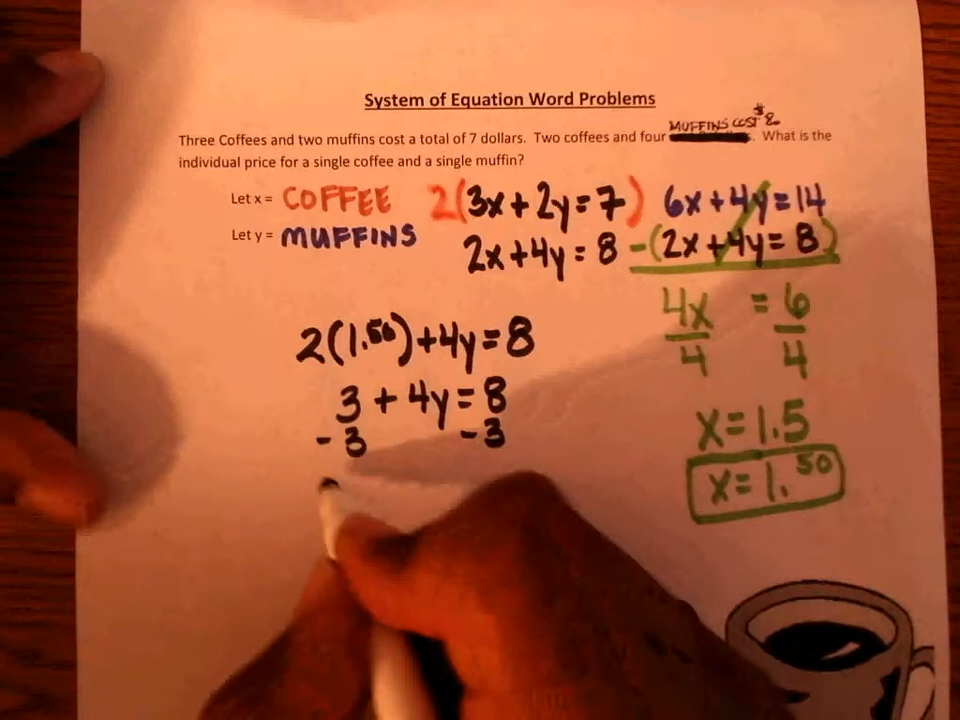 System of Equation Word Problems
MUFFINS COST $8.
Three Coffees and two muffins cost a total of 7 dollars. Two coffees and four . What is the
individual price for a single coffee and a single muffin?
Let x = COFFEE
Let y = MUFFINS
2(3x+2y=7)
2x+4y=8
6x+4y=14
-(2x+4y=8)
4x = 6
4 4
x=1.5
x=1.50
2(1.50)+4y=8
3+4y=8
-3 -3